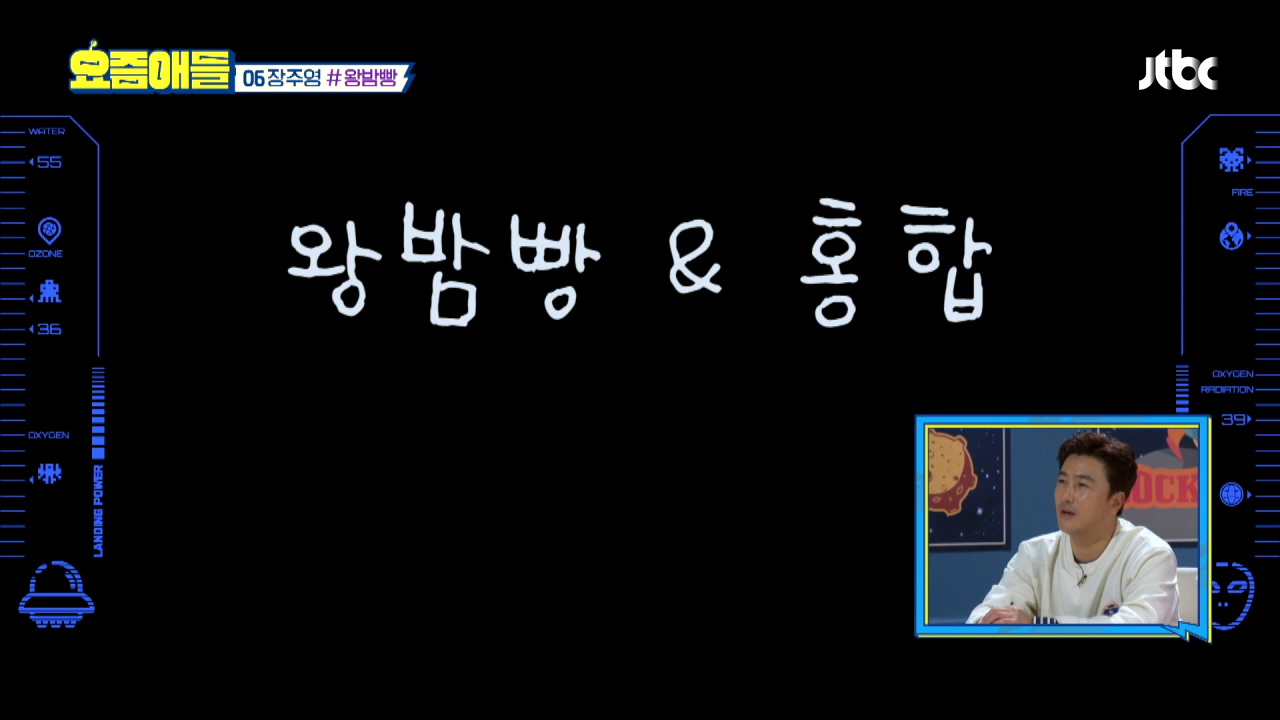 요즘애들
06 장주영 # 왕밤빵
jtbc
WATER
55
OZONE
36
OXYGEN
LANDING POWER
왕밤빵 & 홍합
FIRE
OXYGEN
RADIATION
39
OCK